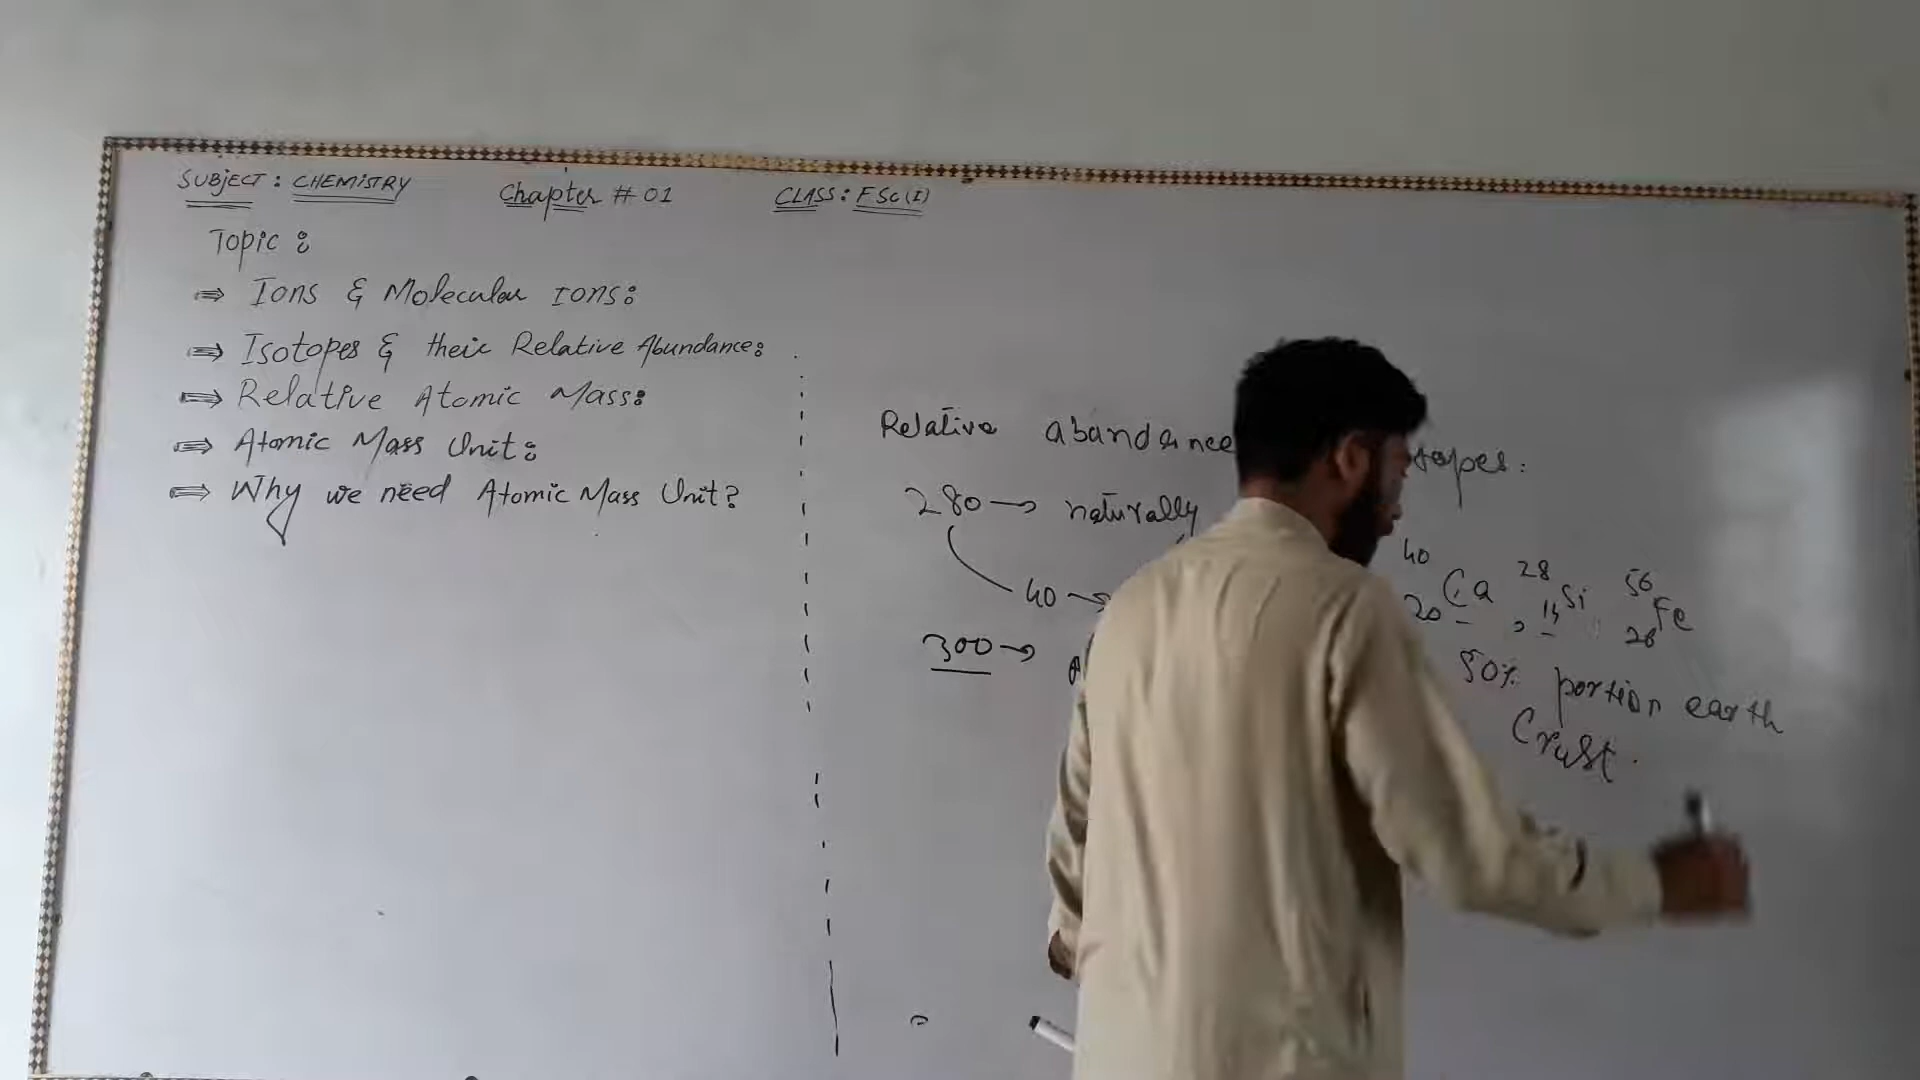 SUBJECT : CHEMISTRY
Chapter # 01
CLASS : FSc(I)
Topic :
⇒ Ions & Molecular Ions:
⇒ Isotopes & their Relative Abundance:
⇒ Relative Atomic Mass:
⇒ Atomic Mass Unit:
⇒ Why we need Atomic Mass Unit?
Relative abandance
280 → naturally
40 →
300 →
40 20 Ca , 28 14 Si 56 26 Fe
50% portion earth
Crust.